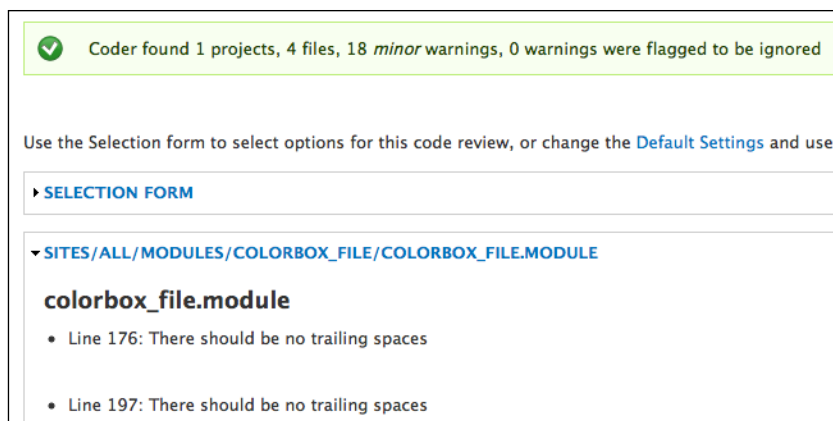 Coder found 1 projects, 4 files, 18 minor warnings, 0 warnings were flagged to be ignored
Use the Selection form to select options for this code review, or change the Default Settings and use
SELECTION FORM
SITES/ALL/MODULES/COLORBOX_FILE/COLORBOX_FILE.MODULE
colorbox_file.module
• Line 176: There should be no trailing spaces
• Line 197: There should be no trailing spaces